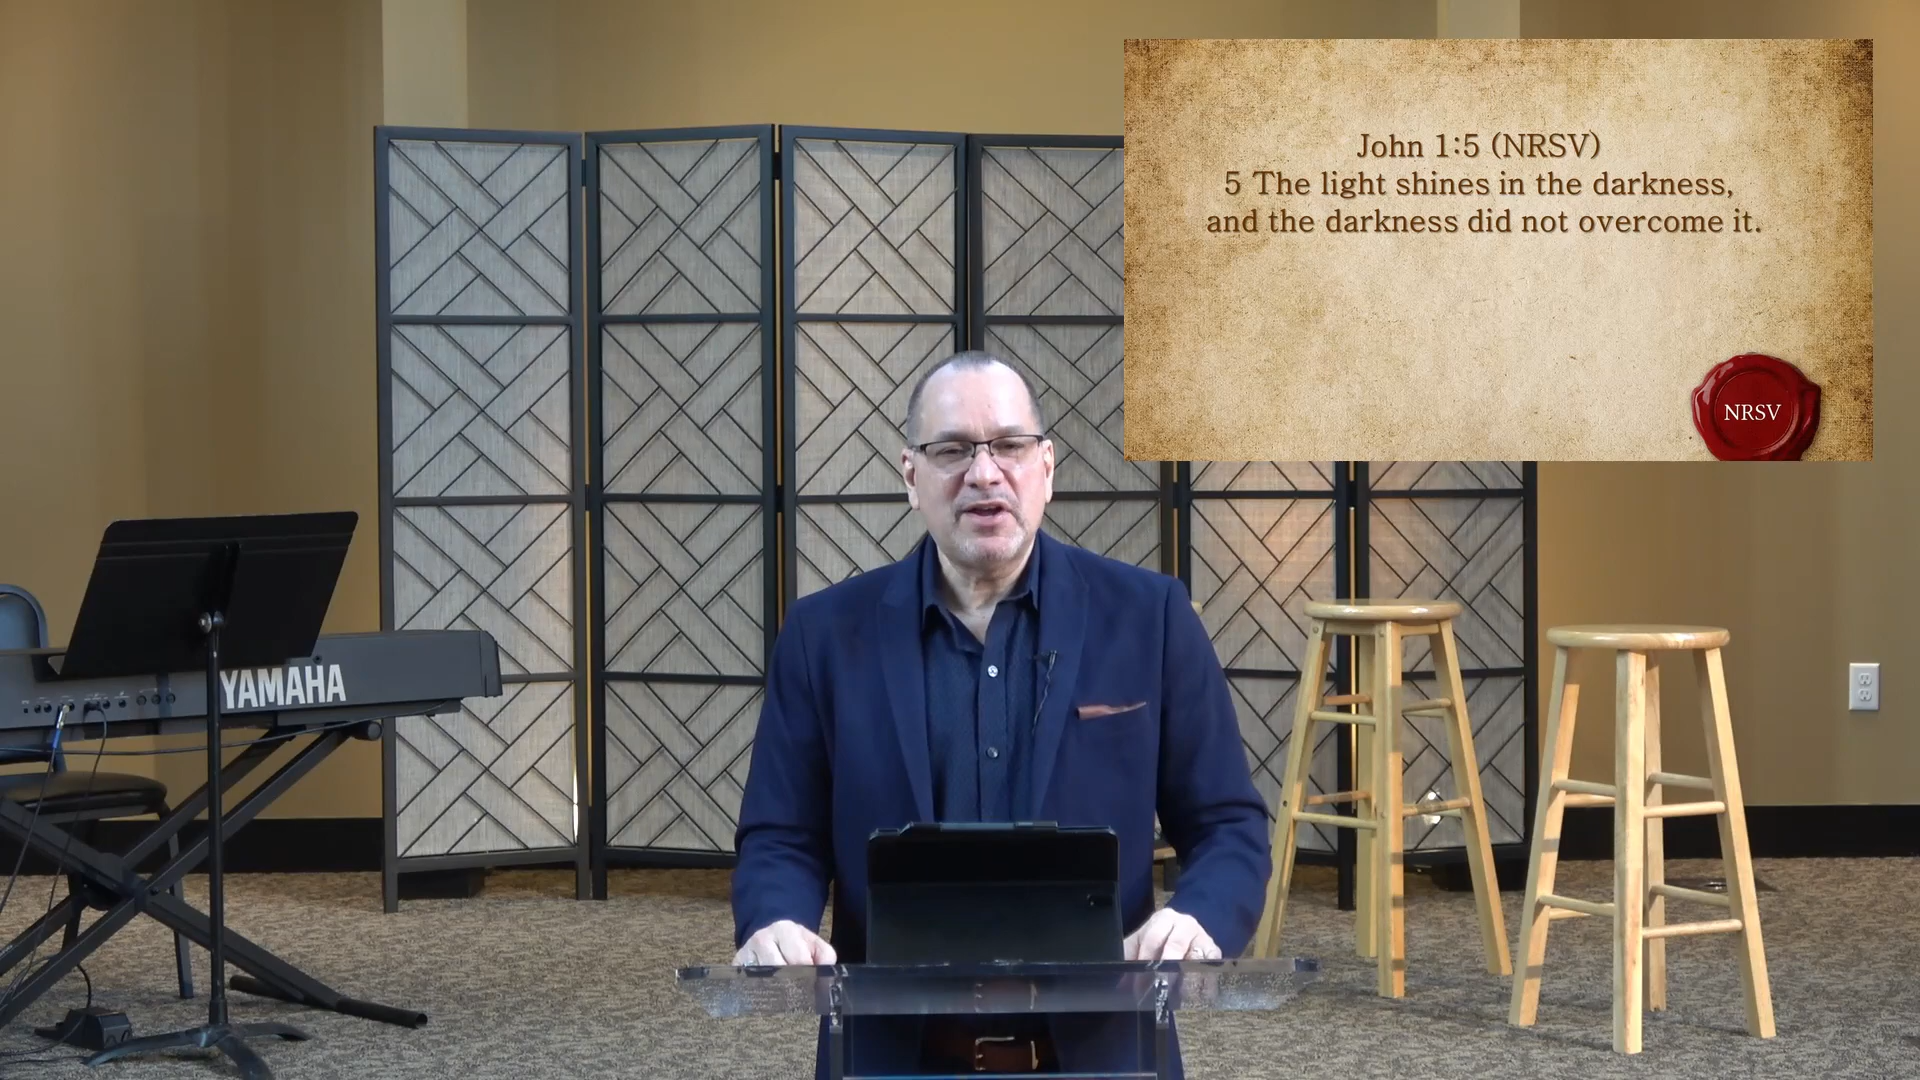 John 1:5 (NRSV)
5 The light shines in the darkness,
and the darkness did not overcome it.
NRSV
YAMAHA